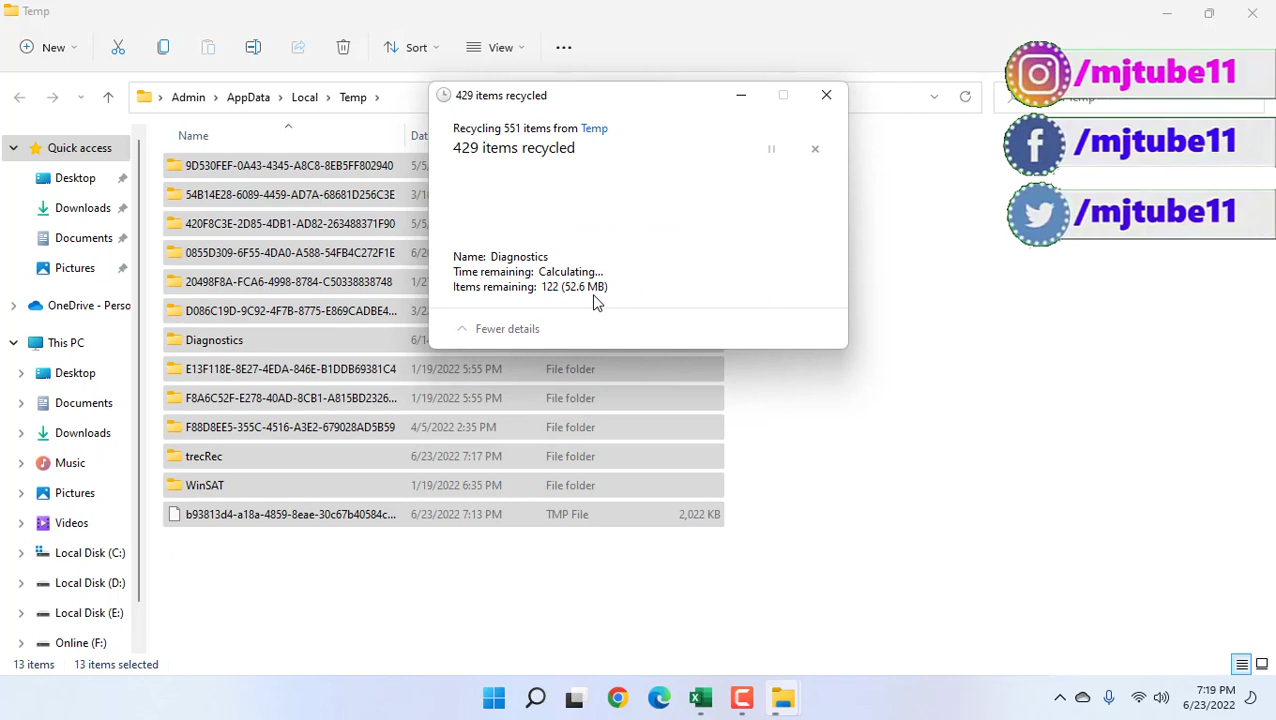 Temp
New
Sort
View
/mjtube11
/mjtube11
/mjtube11
Admin
AppData
Local
Temp
429 items recycled
Recycling 551 items from Temp
429 items recycled
Name: Diagnostics
Time remaining: Calculating...
Items remaining: 122 (52.6 MB)
Fewer details
Quick access
Desktop
Downloads
Documents
Pictures
OneDrive - Perso
This PC
Desktop
Documents
Downloads
Music
Pictures
Videos
Local Disk (C:)
Local Disk (D:)
Local Disk (E:)
Online (F:)
Name
Dat
9D530FEF-0A43-4345-A8C8-8EB5FF802940 5/5,
54B14E28-6089-4459-AD7A-68681D256C3E 3/10
420F8C3E-2D85-4DB1-AD82-263488371F90 5/5,
0855D309-6F55-4DA0-A588-54FB2CF72F1E 6/20
20498F8A-FCA6-4998-8784-C50338838748 3/24
D086C19D-9C92-4F7B-8775-E869CADBE4... 3/2
Diagnostics 6/14
E13F118E-8E27-4EDA-846E-B1DDB69381C4 1/19/2022 5:55 PM File folder
F8A6C52F-E278-40AD-8CB1-A815BD2326... 1/19/2022 5:55 PM File folder
F88D8EE5-355C-4516-A3E2-679028AD5B59 4/5/2022 2:35 PM File folder
trecRec 6/23/2022 7:17 PM File folder
WinSAT 1/19/2022 6:35 PM File folder
b93813d4-a18a-4859-8eae-30c67b40584c... 6/23/2022 7:13 PM TMP File 2,022 KB
13 items
13 items selected
7:19 PM
6/23/2022